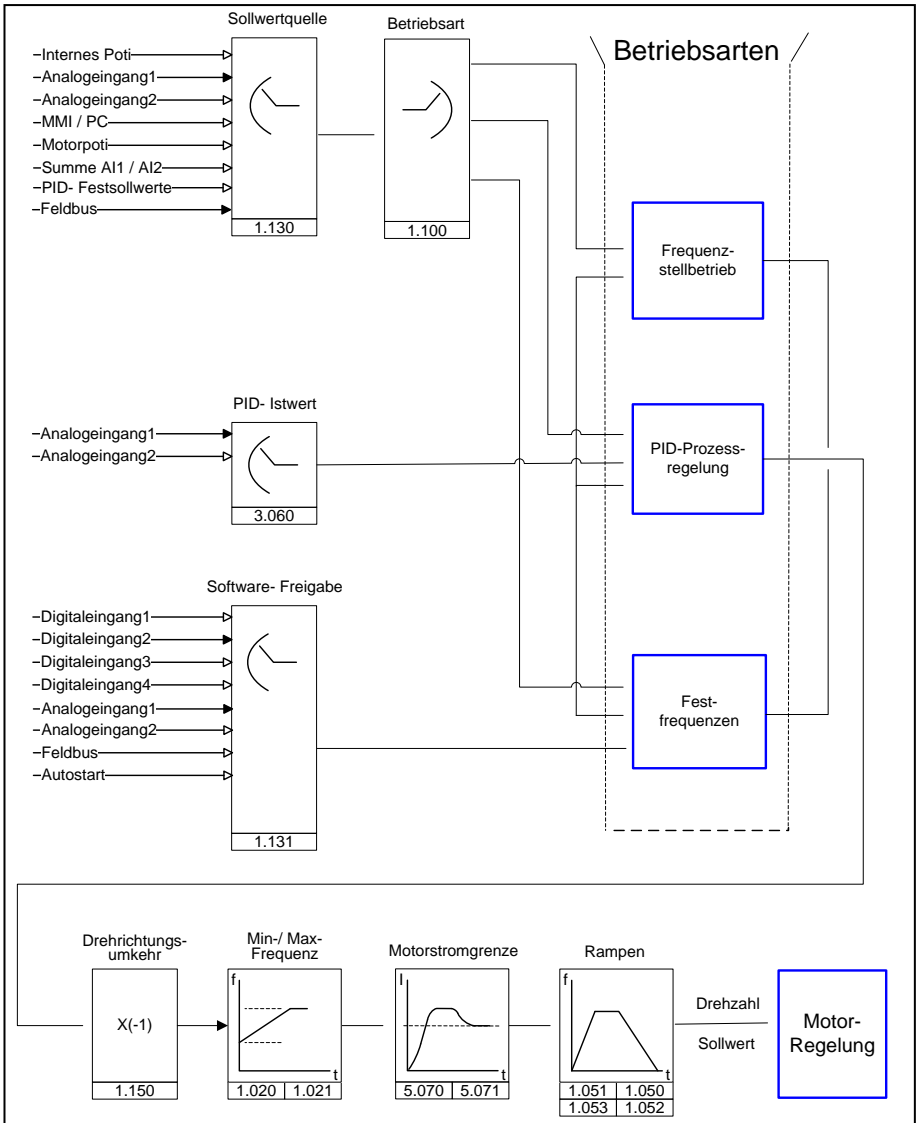 Sollwertquelle
Betriebsart
Betriebsarten
–Internes Poti
–Analogeingang1
–Analogeingang2
–MMI / PC
–Motorpoti
–Summe AI1 / AI2
–PID- Festsollwerte
–Feldbus
1.130
1.100
Frequenz-
stellbetrieb
PID- Istwert
–Analogeingang1
–Analogeingang2
3.060
PID-Prozess-
regelung
Software- Freigabe
–Digitaleingang1
–Digitaleingang2
–Digitaleingang3
–Digitaleingang4
–Analogeingang1
–Analogeingang2
–Feldbus
–Autostart
1.131
Fest-
frequenzen
Drehrichtungs-
umkehr
X(-1)
1.150
Min-/ Max-
Frequenz
f
t
1.020 1.021
Motorstromgrenze
I
t
5.070 5.071
Rampen
f
t
1.051 1.050
1.053 1.052
Drehzahl
Sollwert
Motor-
Regelung